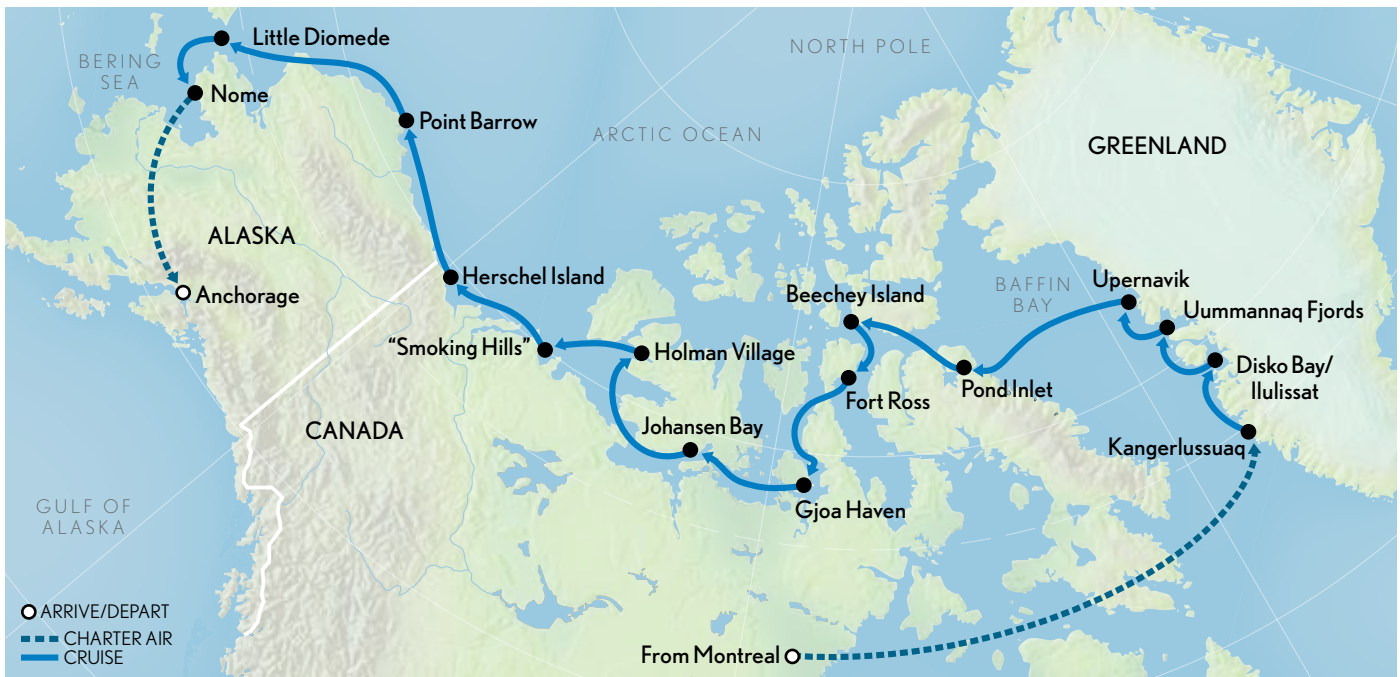 Little Diomede
BERING
SEA
Nome
Point Barrow
NORTH POLE
ARCTIC OCEAN
GREENLAND
ALASKA
Herschel Island
Anchorage
"Smoking Hills"
Holman Village
Beechey Island
BAFFIN
BAY
Upernavik
Uummannaq Fjords
Disko Bay/
Ilulissat
Pond Inlet
Fort Ross
Kangerlussuaq
Johansen Bay
CANADA
Gjoa Haven
GULF OF
ALASKA
ARRIVE/DEPART
CHARTER AIR
CRUISE
From Montreal